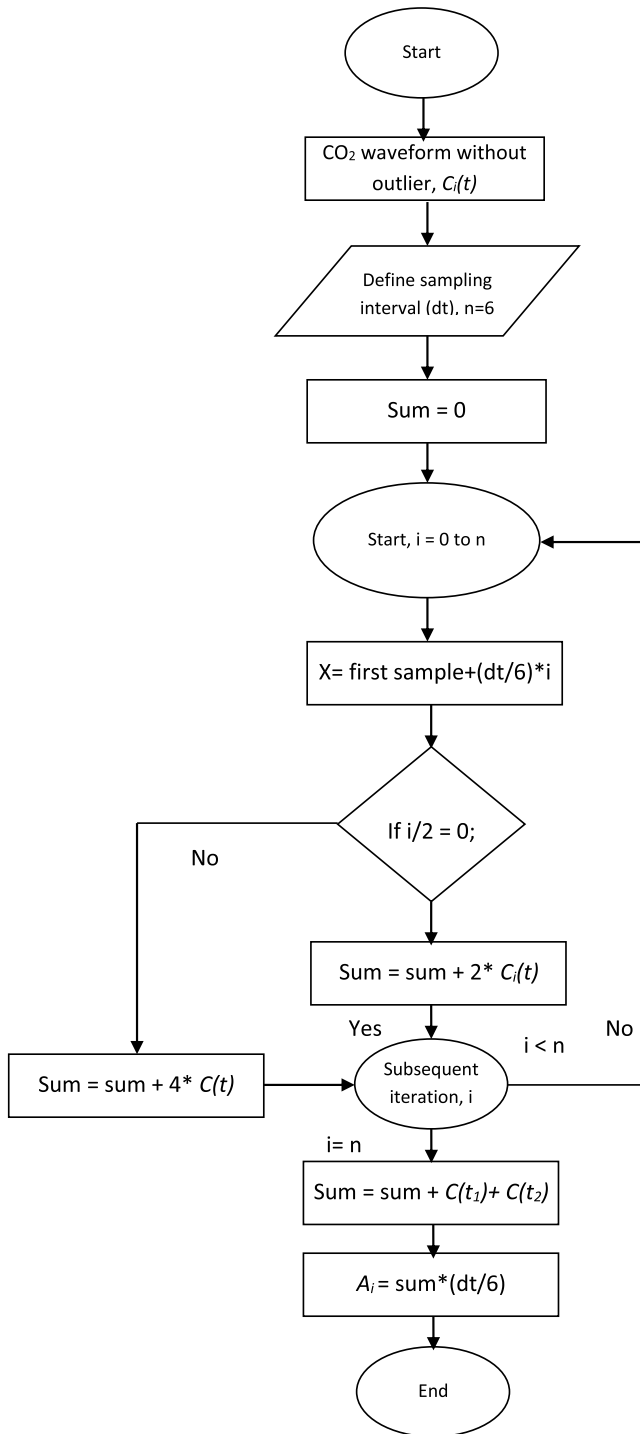 Start
CO₂ waveform without
outlier, Cᵢ(t)
Define sampling
interval (dt), n=6
Sum = 0
Start, i = 0 to n
X= first sample+(dt/6)*i
If i/2 = 0;
No
Sum = sum + 2* Cᵢ(t)
Yes
No
i < n
Sum = sum + 4* C(t)
Subsequent
iteration, i
i= n
Sum = sum + C(t₁)+ C(t₂)
Aᵢ = sum*(dt/6)
End